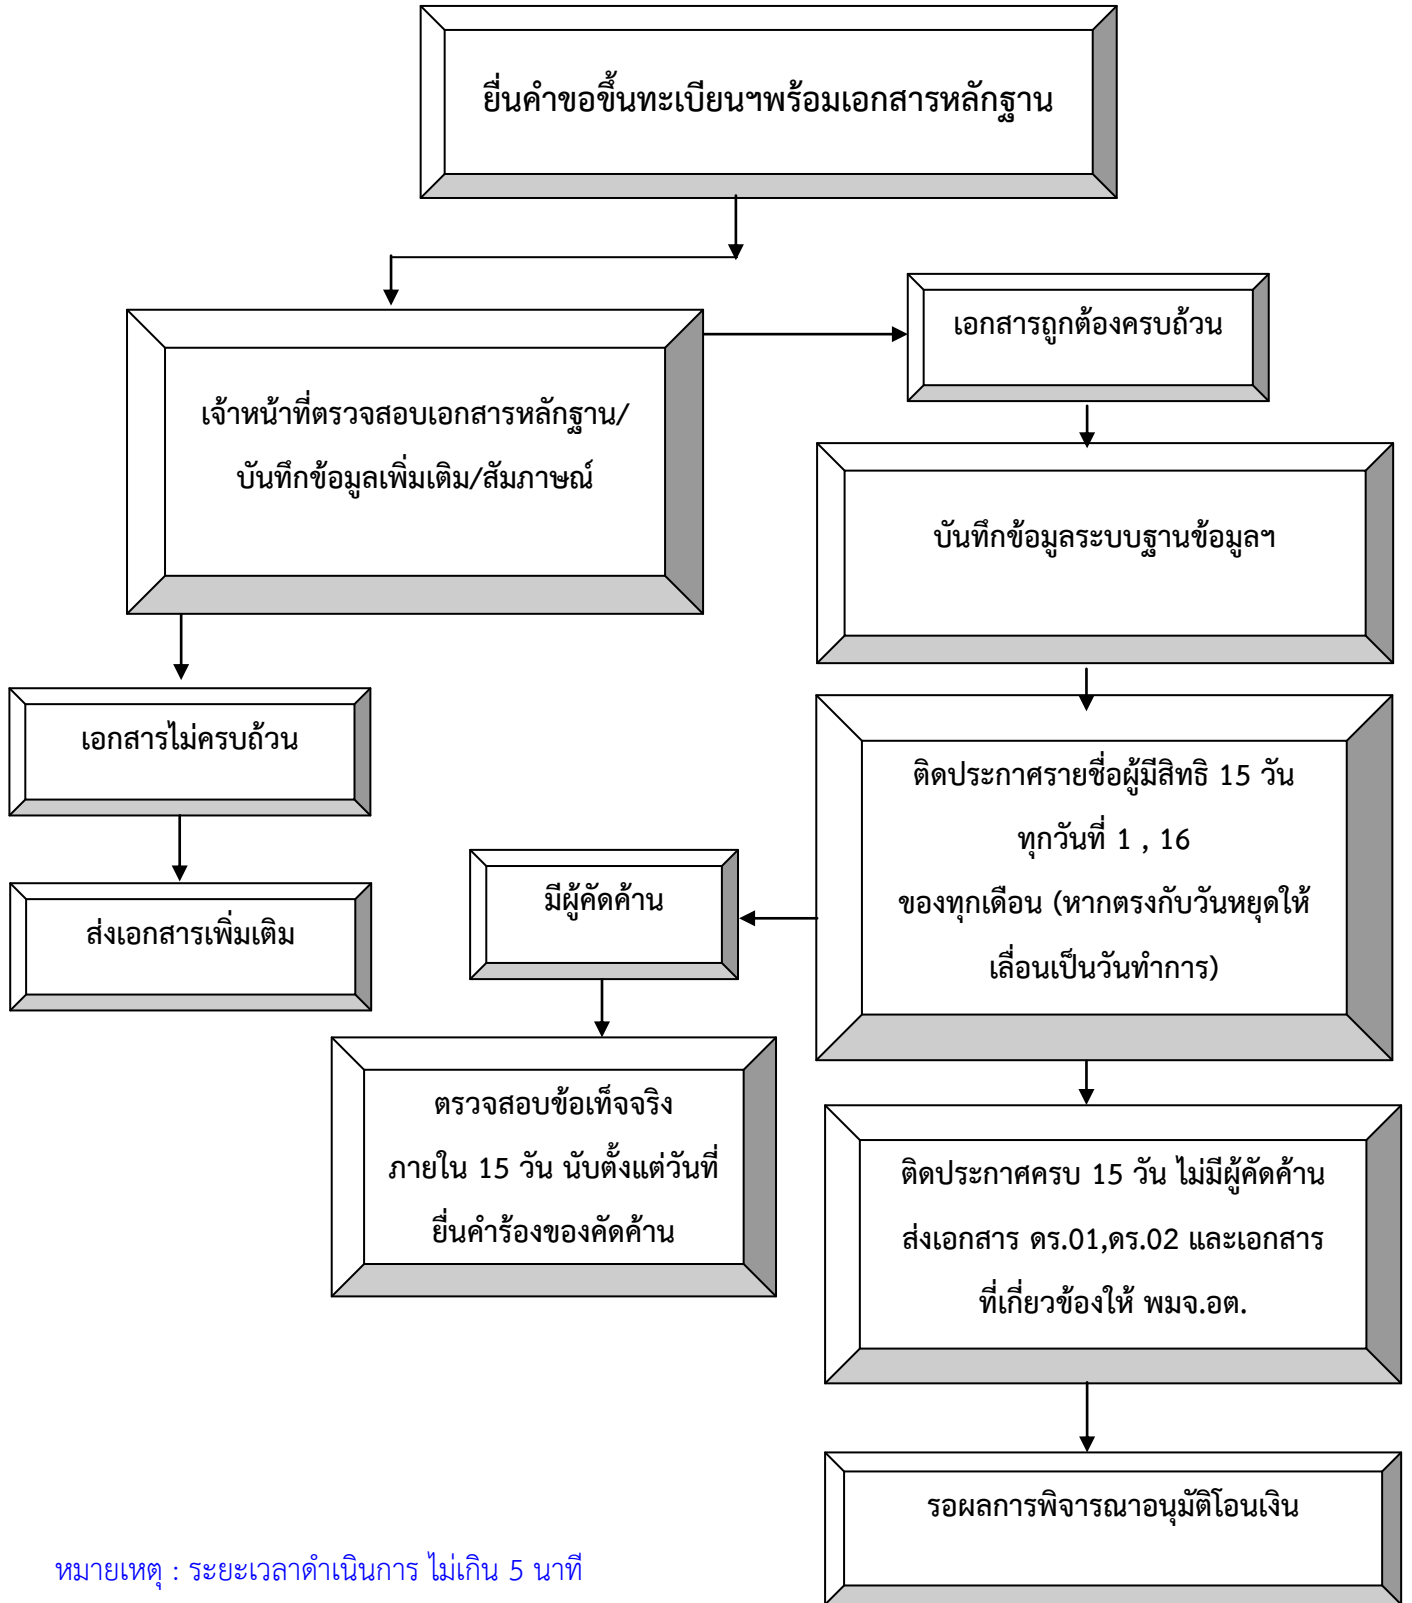 ยื่นคำขอขึ้นทะเบียนฯพร้อมเอกสารหลักฐาน
เอกสารถูกต้องครบถ้วน
เจ้าหน้าที่ตรวจสอบเอกสารหลักฐาน/
บันทึกข้อมูลเพิ่มเติม/สัมภาษณ์
บันทึกข้อมูลระบบฐานข้อมูลฯ
เอกสารไม่ครบถ้วน
ส่งเอกสารเพิ่มเติม
ติดประกาศรายชื่อผู้มีสิทธิ 15 วัน
ทุกวันที่ 1 , 16
ของทุกเดือน (หากตรงกับวันหยุดให้
เลื่อนเป็นวันทำการ)
มีผู้คัดค้าน
ตรวจสอบข้อเท็จจริง
ภายใน 15 วัน นับตั้งแต่วันที่
ยื่นคำร้องของคัดค้าน
ติดประกาศครบ 15 วัน ไม่มีผู้คัดค้าน
ส่งเอกสาร ดร.01,ดร.02 และเอกสาร
ที่เกี่ยวข้องให้ พมจ.อต.
รอผลการพิจารณาอนุมัติโอนเงิน
หมายเหตุ : ระยะเวลาดำเนินการ ไม่เกิน 5 นาที